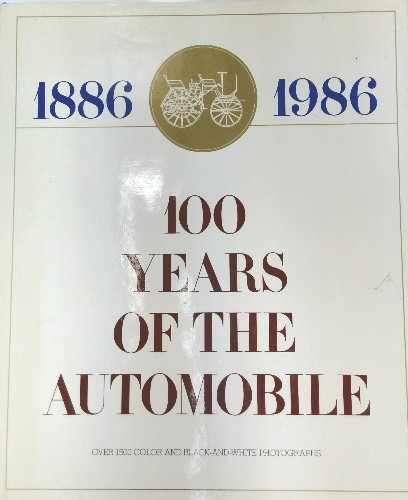 1886 1986
100
YEARS
OF THE
AUTOMOBILE
OVER 1500 COLOR AND BLACK-AND-WHITE PHOTOGRAPHS